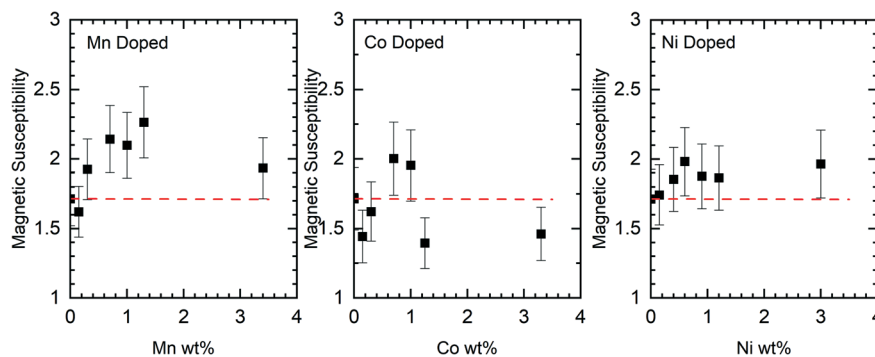 Mn Doped
Magnetic Susceptibility
3
2.5
2
1.5
1
0 1 2 3 4
Mn wt%
Co Doped
Magnetic Susceptibility
3
2.5
2
1.5
1
0 1 2 3 4
Co wt%
Ni Doped
Magnetic Susceptibility
3
2.5
2
1.5
1
0 1 2 3 4
Ni wt%